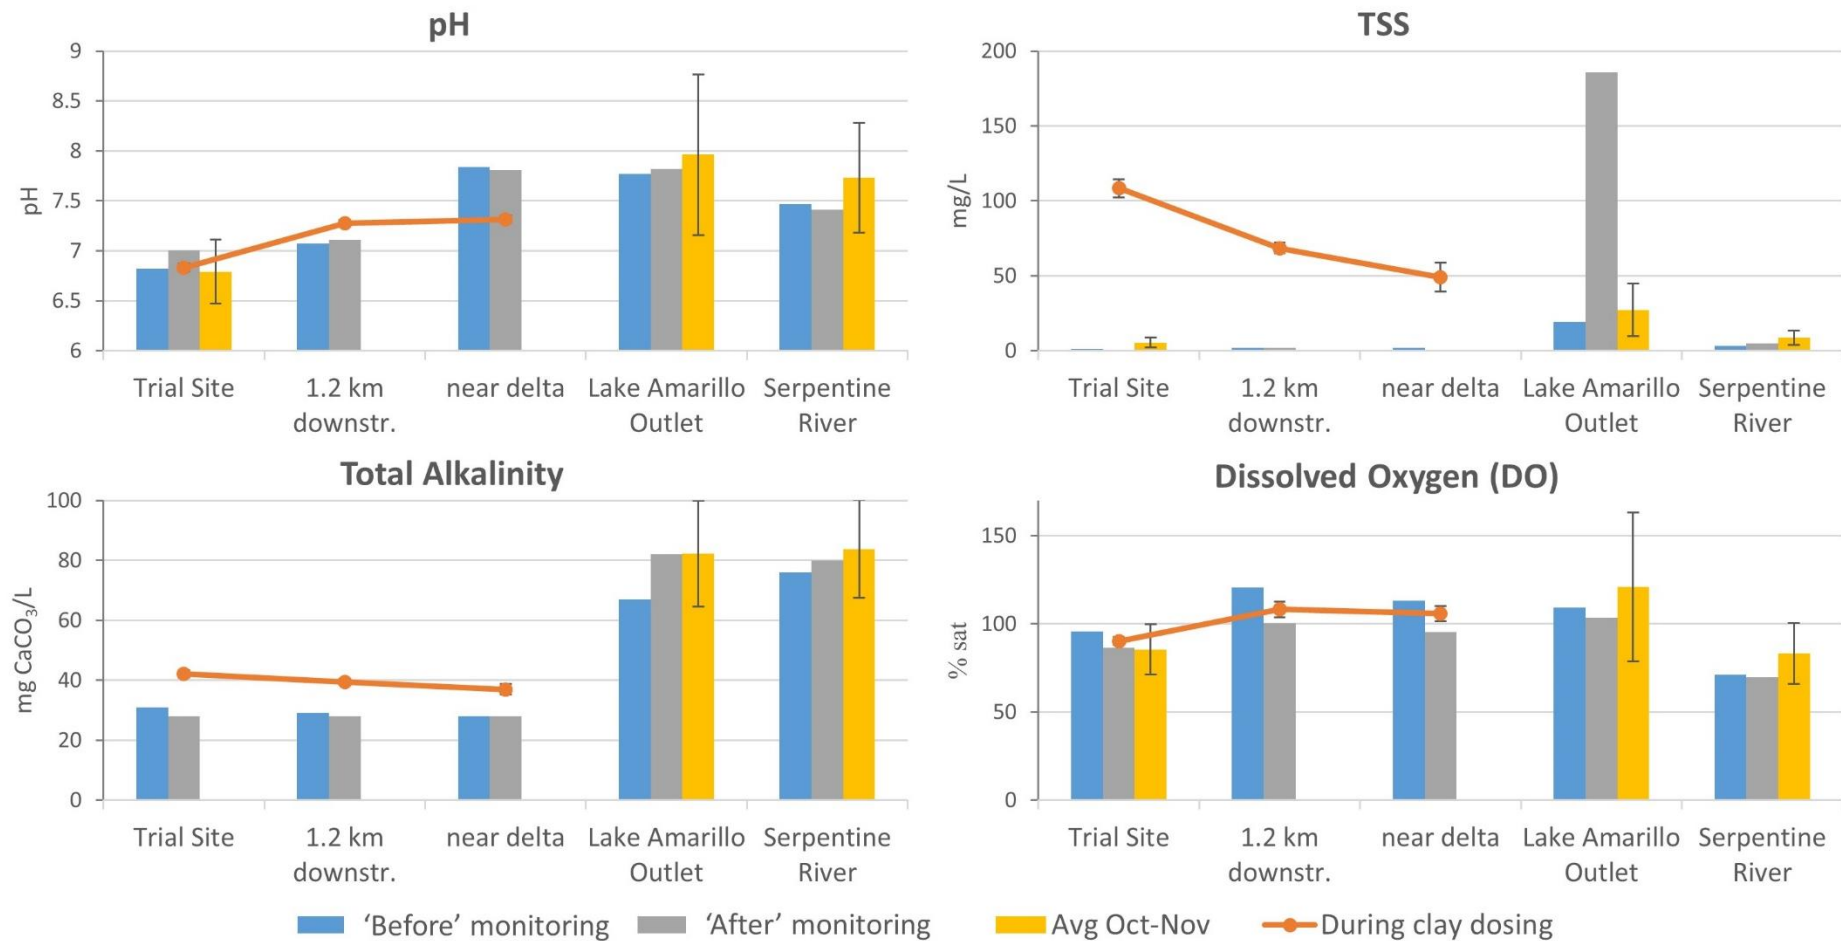 pH
9
8.5
8
7.5
7
6.5
6
pH
Trial Site
1.2 km
downstr.
near delta
Lake Amarillo
Outlet
Serpentine
River
TSS
200
150
100
50
0
mg/L
Trial Site
1.2 km
downstr.
near delta
Lake Amarillo
Outlet
Serpentine
River
Total Alkalinity
100
80
60
40
20
0
mg CaCO₃/L
Trial Site
1.2 km
downstr.
near delta
Lake Amarillo
Outlet
Serpentine
River
Dissolved Oxygen (DO)
150
100
50
0
% sat
Trial Site
1.2 km
downstr.
near delta
Lake Amarillo
Outlet
Serpentine
River
‘Before’ monitoring
‘After’ monitoring
Avg Oct-Nov
During clay dosing